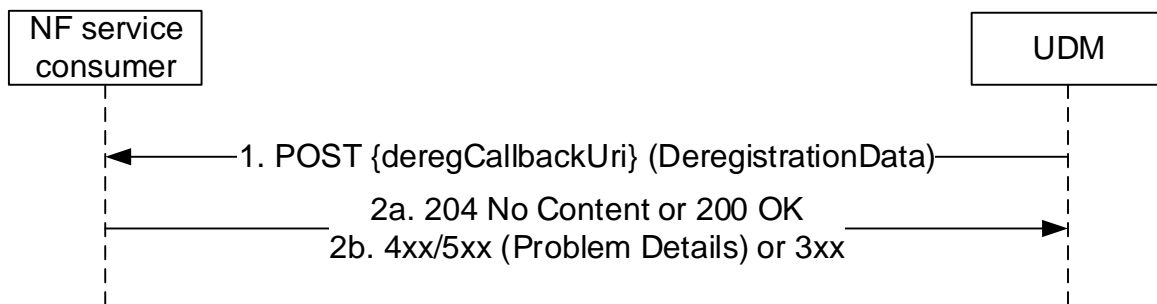 NF service
consumer
UDM
1. POST {deregCallbackUri} (DeregistrationData)
2a. 204 No Content or 200 OK
2b. 4xx/5xx (Problem Details) or 3xx